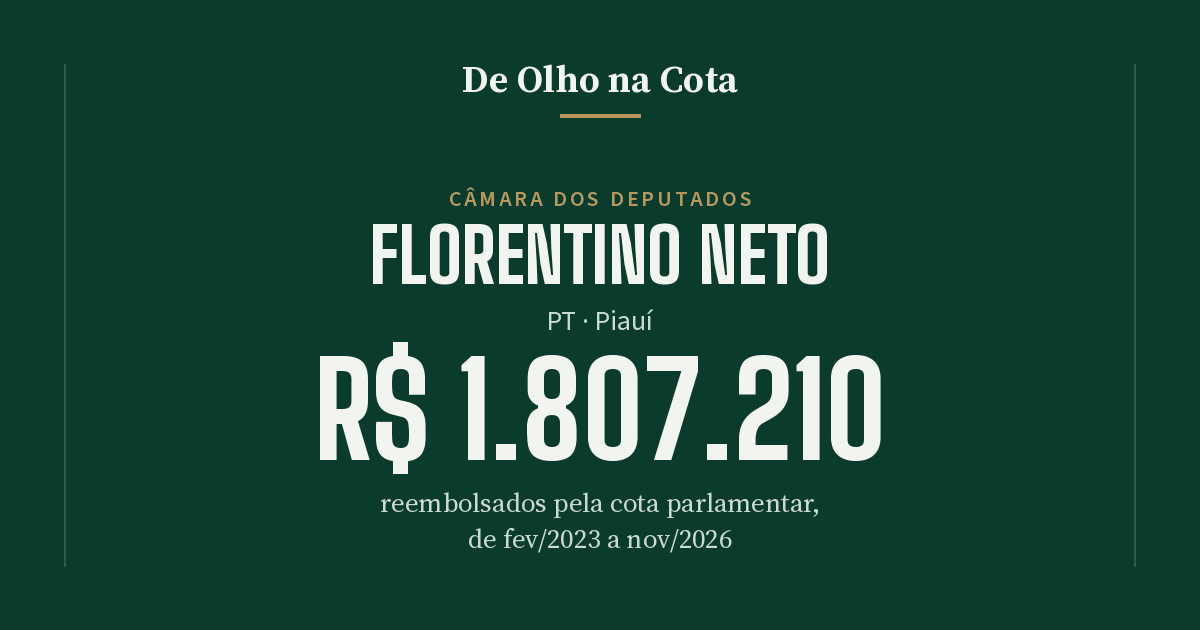 De Olho na Cota
CÂMARA DOS DEPUTADOS
FLORENTINO NETO
PT · Piauí
R$ 1.807.210
reembolsados pela cota parlamentar,
de fev/2023 a nov/2026